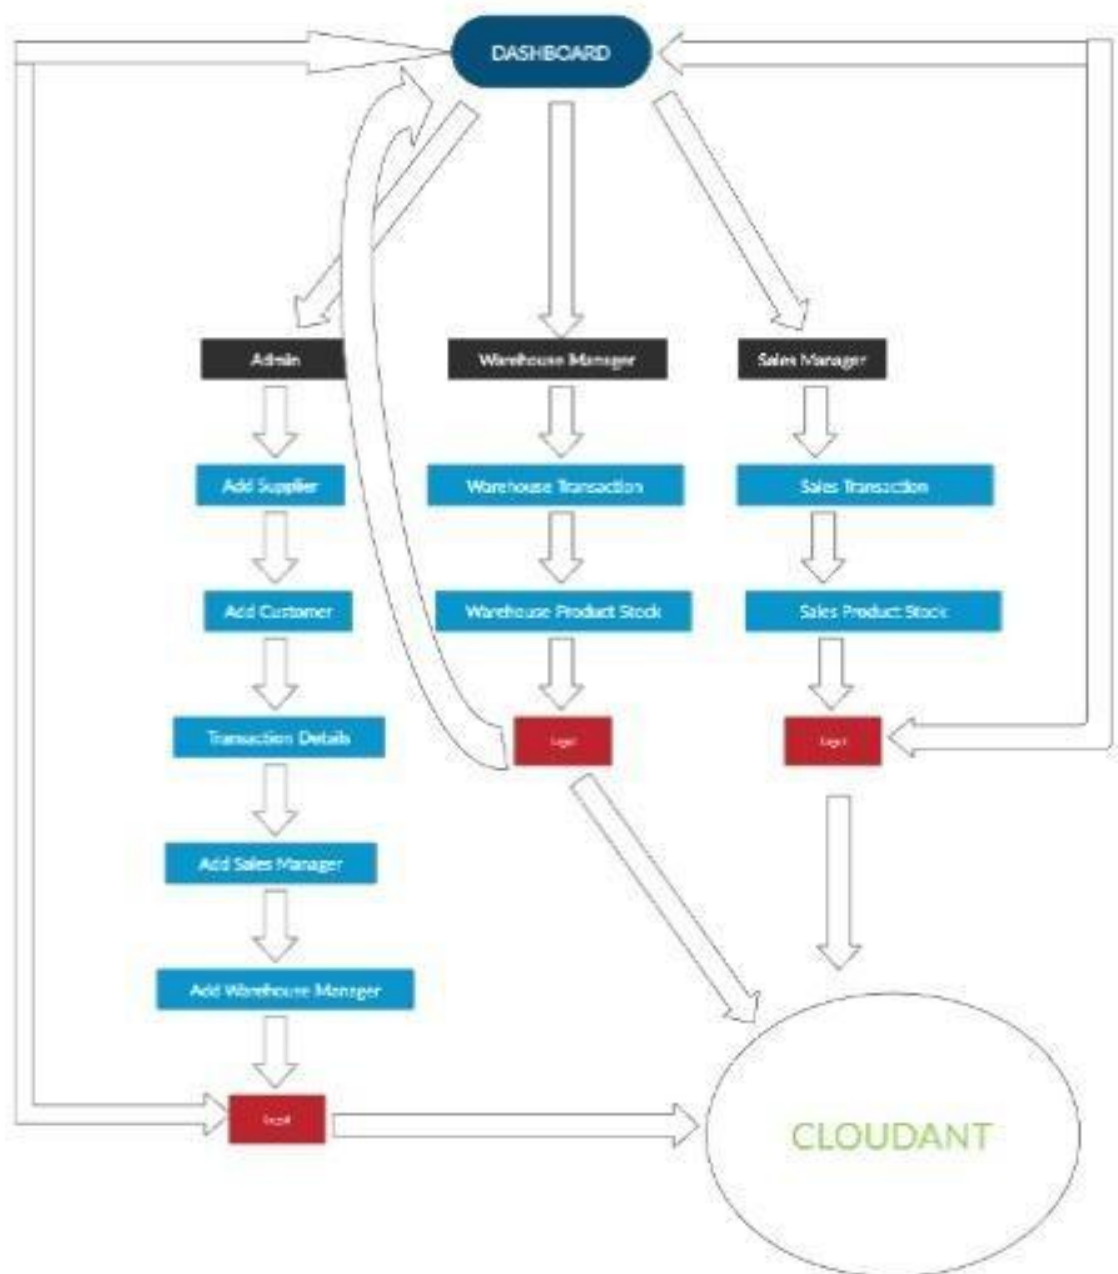 DASHBOARD
Admin
Warehouse Manager
Sales Manager
Add Supplier
Warehouse Transaction
Sales Transaction
Add Customer
Warehouse Product Stock
Sales Product Stock
Transaction Details
Add Sales Manager
Add Warehouse Manager
CLOUDANT